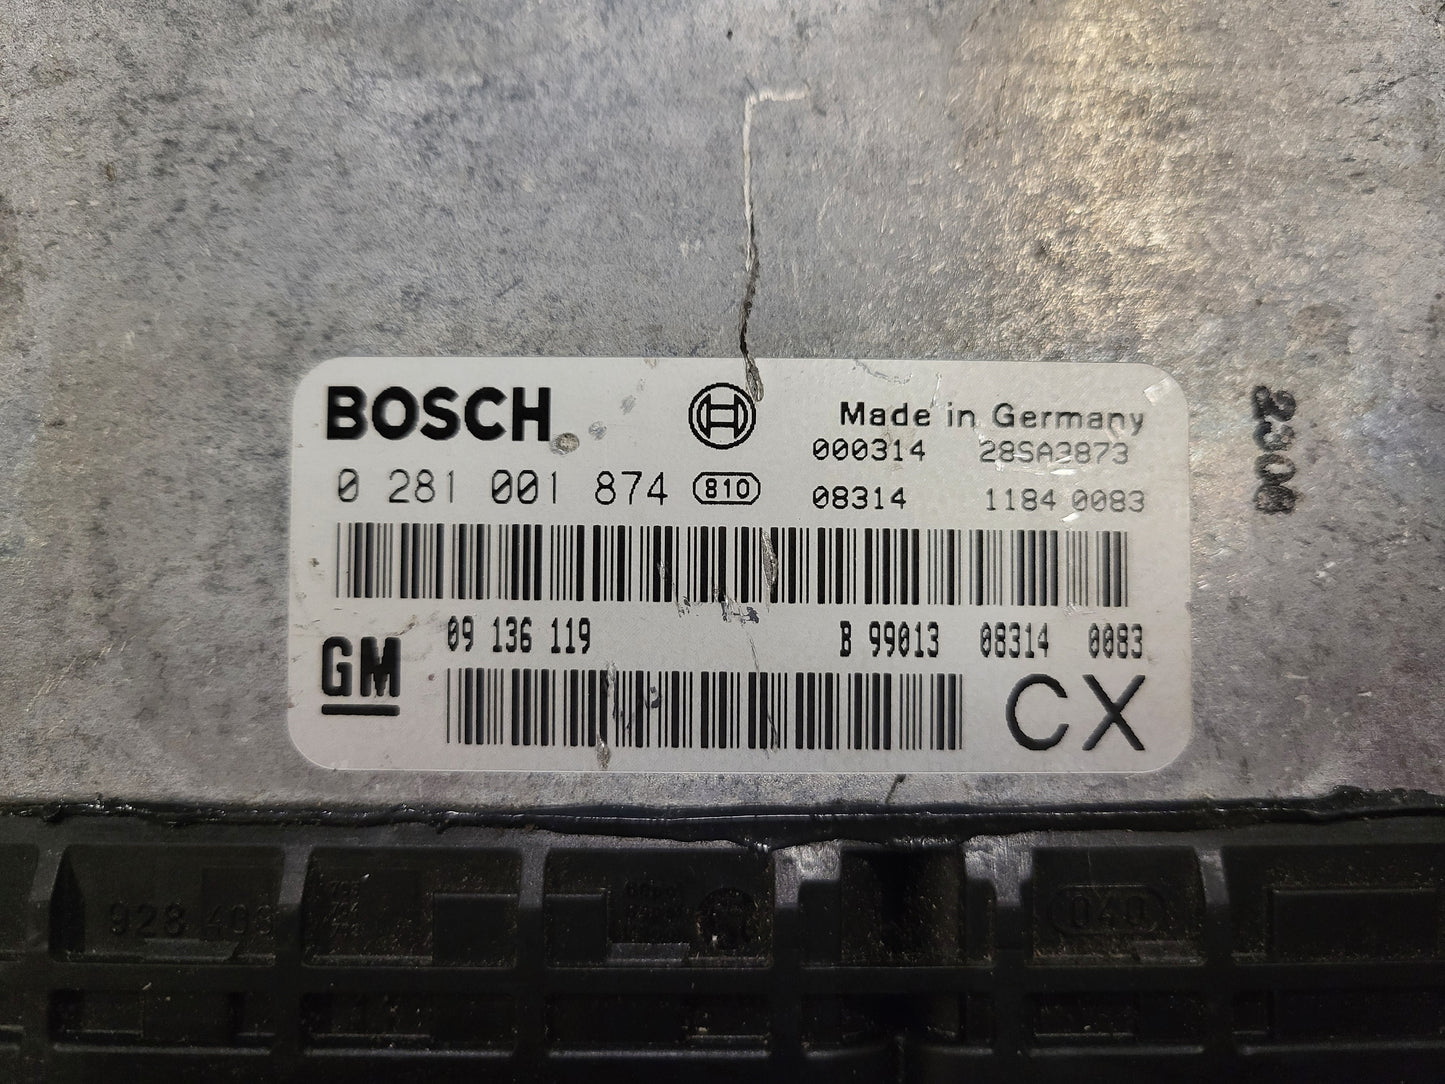 BOSCH
Made in Germany
000314 28SA3873
0 281 001 874 810
08314 1184 0083
GM
09 136 119
B 99013 08314 0083
CX
040